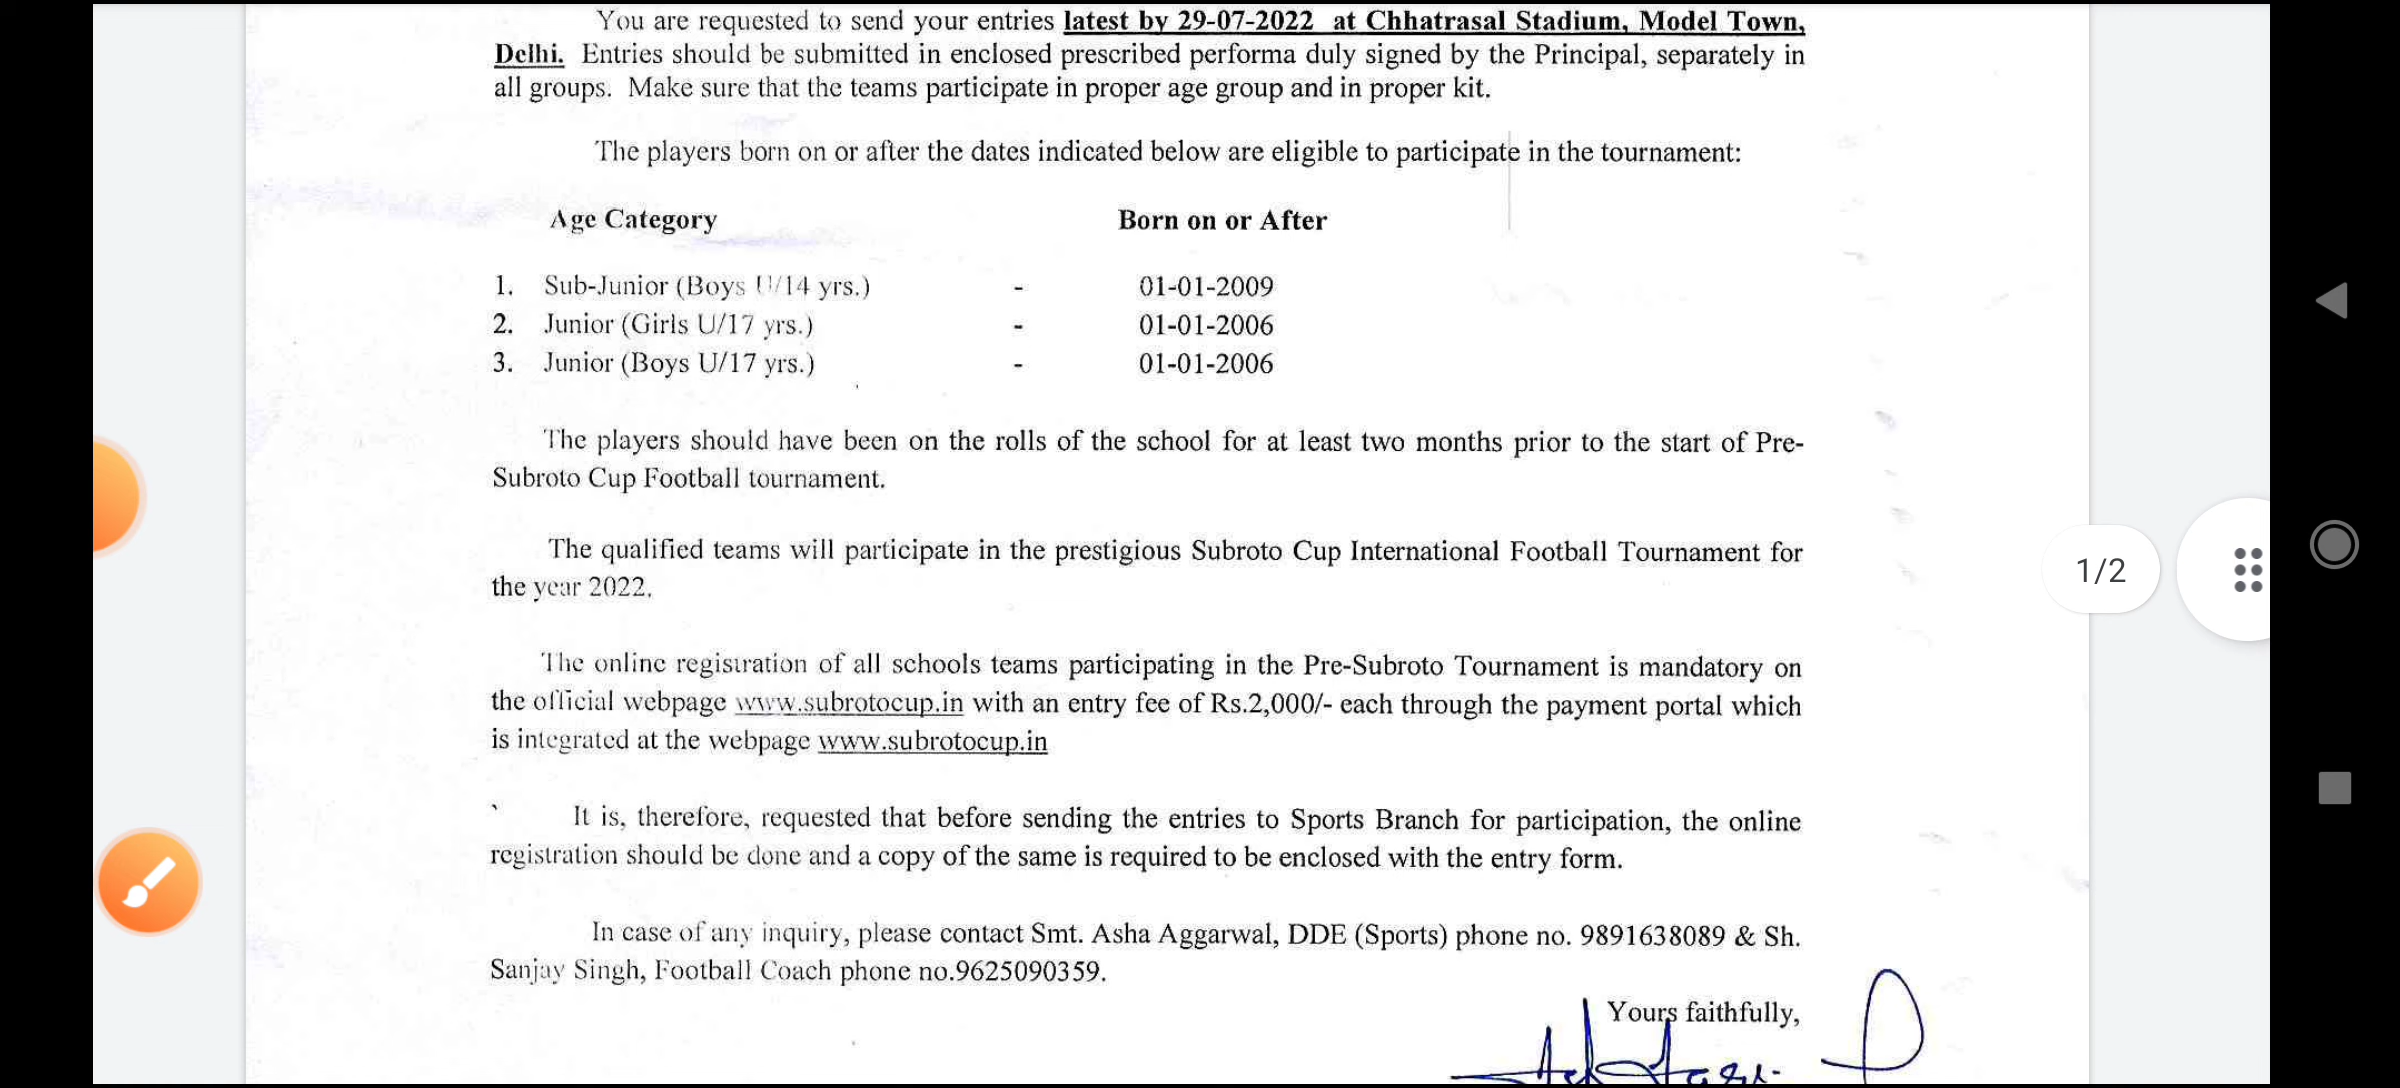 You are requested to send your entries latest by 29-07-2022 at Chhatrasal Stadium, Model Town,
Delhi. Entries should be submitted in enclosed prescribed performa duly signed by the Principal, separately in
all groups. Make sure that the teams participate in proper age group and in proper kit.
The players born on or after the dates indicated below are eligible to participate in the tournament:
Age Category Born on or After
1. Sub-Junior (Boys U/14 yrs.) - 01-01-2009
2. Junior (Girls U/17 yrs.) - 01-01-2006
3. Junior (Boys U/17 yrs.) - 01-01-2006
The players should have been on the rolls of the school for at least two months prior to the start of Pre-
Subroto Cup Football tournament.
The qualified teams will participate in the prestigious Subroto Cup International Football Tournament for
the year 2022.
1/2
The online registration of all schools teams participating in the Pre-Subroto Tournament is mandatory on
the official webpage www.subrotocup.in with an entry fee of Rs.2,000/- each through the payment portal which
is integrated at the webpage www.subrotocup.in
It is, therefore, requested that before sending the entries to Sports Branch for participation, the online
registration should be done and a copy of the same is required to be enclosed with the entry form.
In case of any inquiry, please contact Smt. Asha Aggarwal, DDE (Sports) phone no. 9891638089 & Sh.
Sanjay Singh, Football Coach phone no.9625090359.
Yours faithfully,